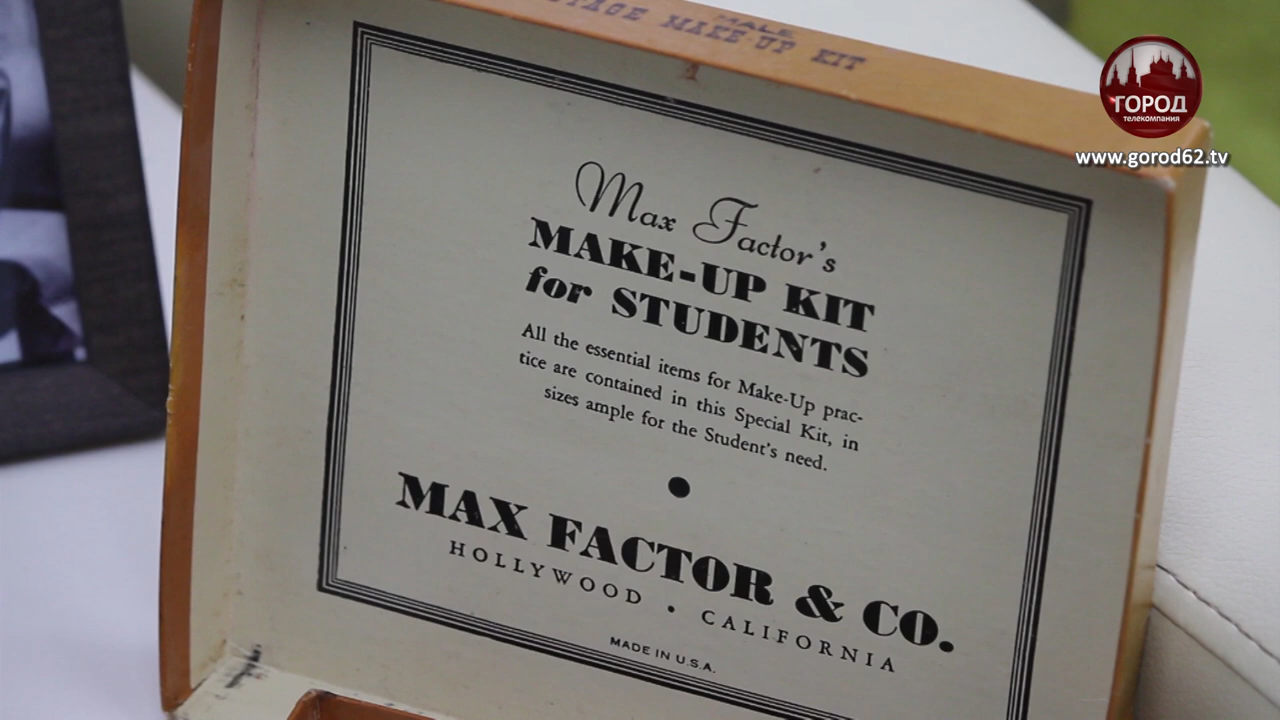 MALE
STAGE MAKE-UP KIT
ГОРОД
телекомпания
www.gorod62.tv
Max Factor's
MAKE-UP KIT
for STUDENTS
All the essential items for Make-Up prac-
tice are contained in this Special Kit, in
sizes ample for the Student's need.
MAX FACTOR & CO.
HOLLYWOOD • CALIFORNIA
MADE IN U.S.A.